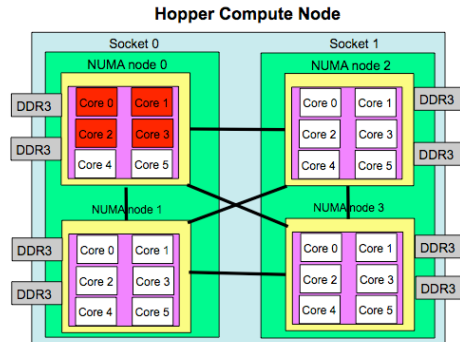 Hopper Compute Node
Socket 0
Socket 1
NUMA node 0
NUMA node 2
DDR3
Core 0 Core 1
Core 0 Core 1
DDR3
DDR3
Core 2 Core 3
Core 2 Core 3
DDR3
Core 4 Core 5
Core 4 Core 5
NUMA node 1
NUMA node 3
DDR3
Core 0 Core 1
Core 0 Core 1
DDR3
DDR3
Core 2 Core 3
Core 2 Core 3
DDR3
Core 4 Core 5
Core 4 Core 5